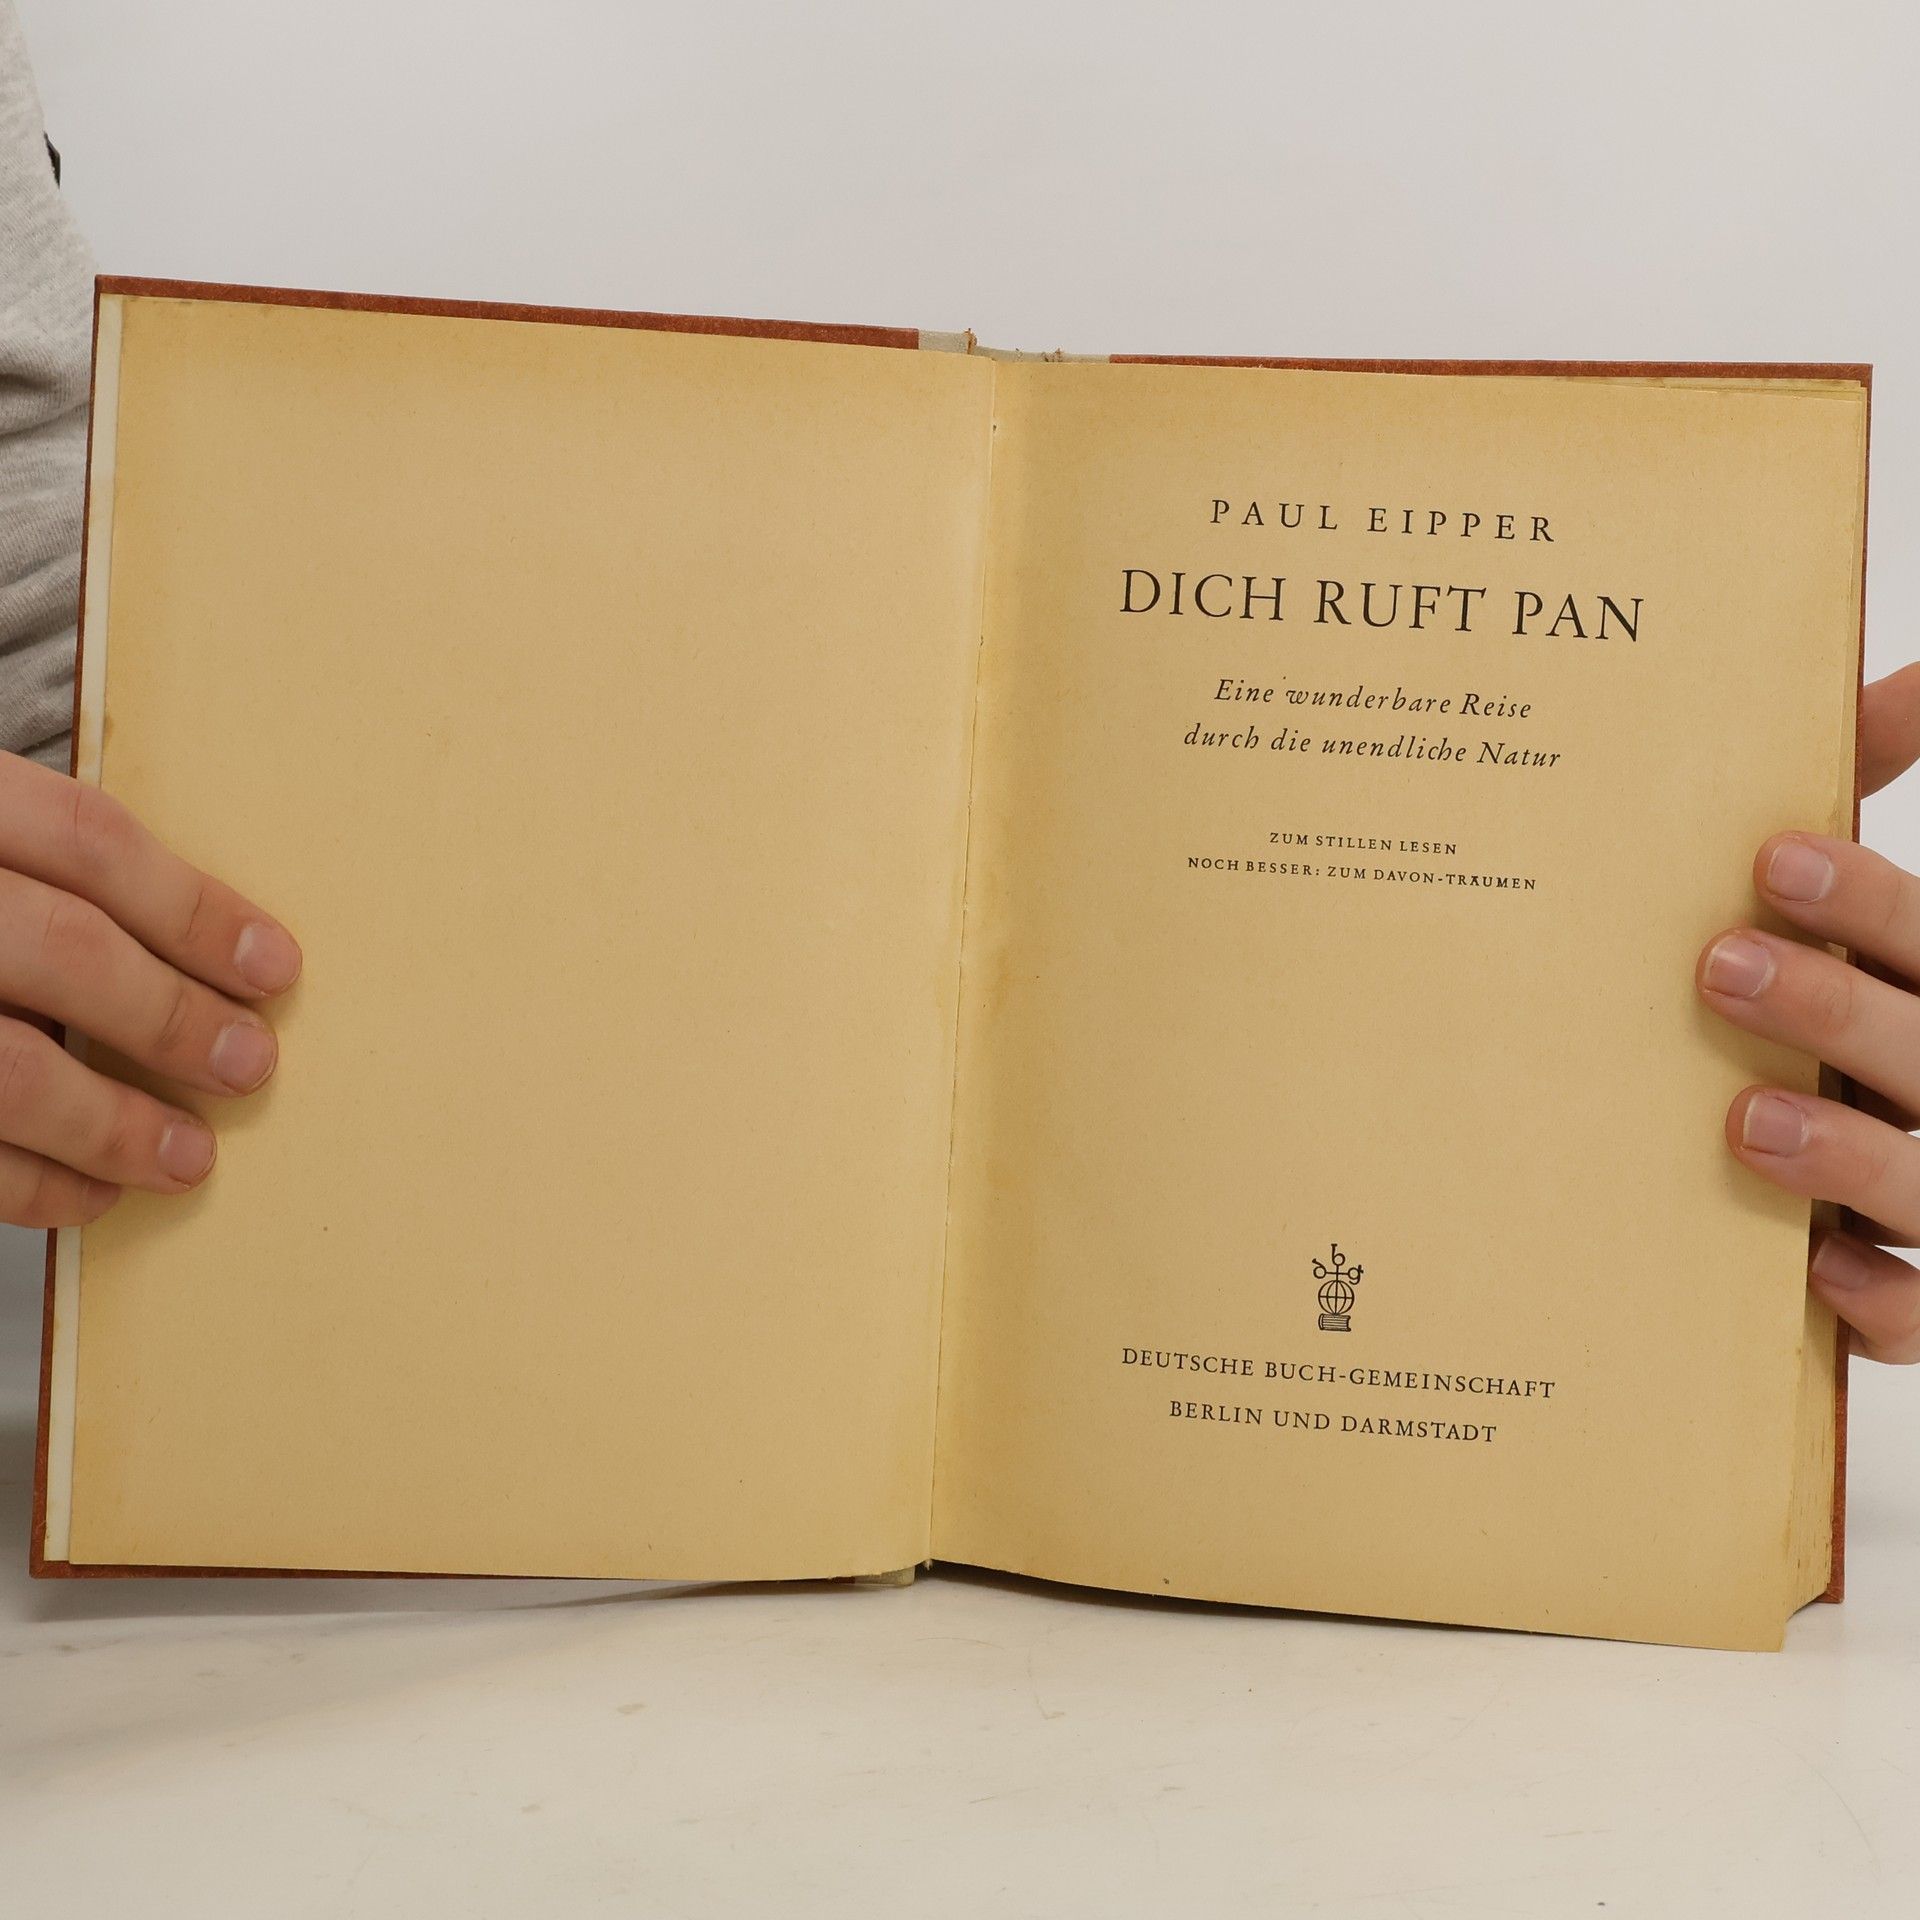 PAUL EIPPER
DICH RUFT PAN
Eine wunderbare Reise
durch die unendliche Natur
ZUM STILLEN LESEN
NOCH BESSER: ZUM DAVON-TRÄUMEN
dbg
DEUTSCHE BUCH-GEMEINSCHAFT
BERLIN UND DARMSTADT